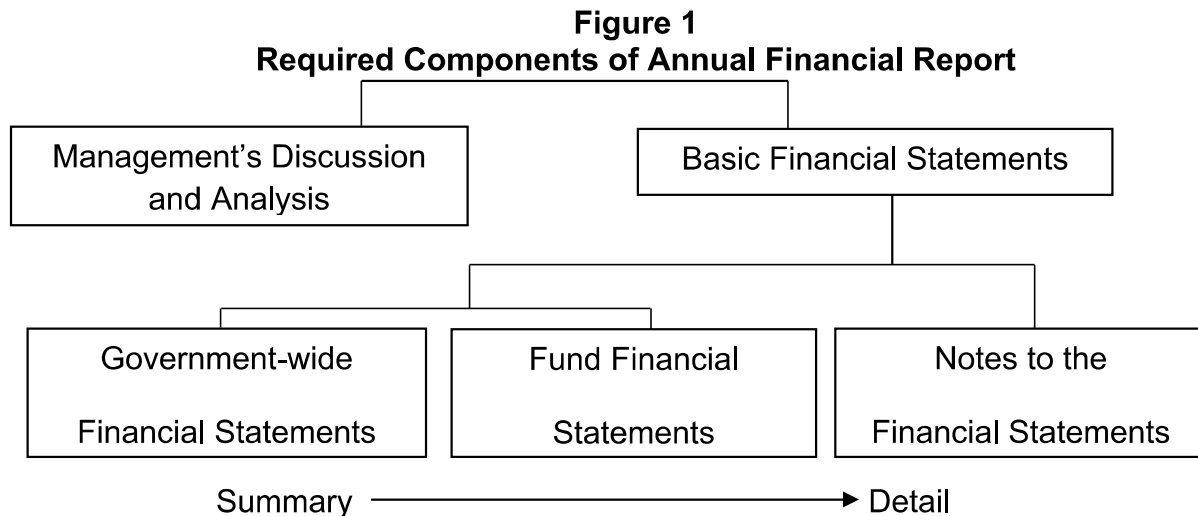 Figure 1
Required Components of Annual Financial Report
Management’s Discussion
and Analysis
Basic Financial Statements
Government-wide
Financial Statements
Fund Financial
Statements
Notes to the
Financial Statements
Summary
Detail